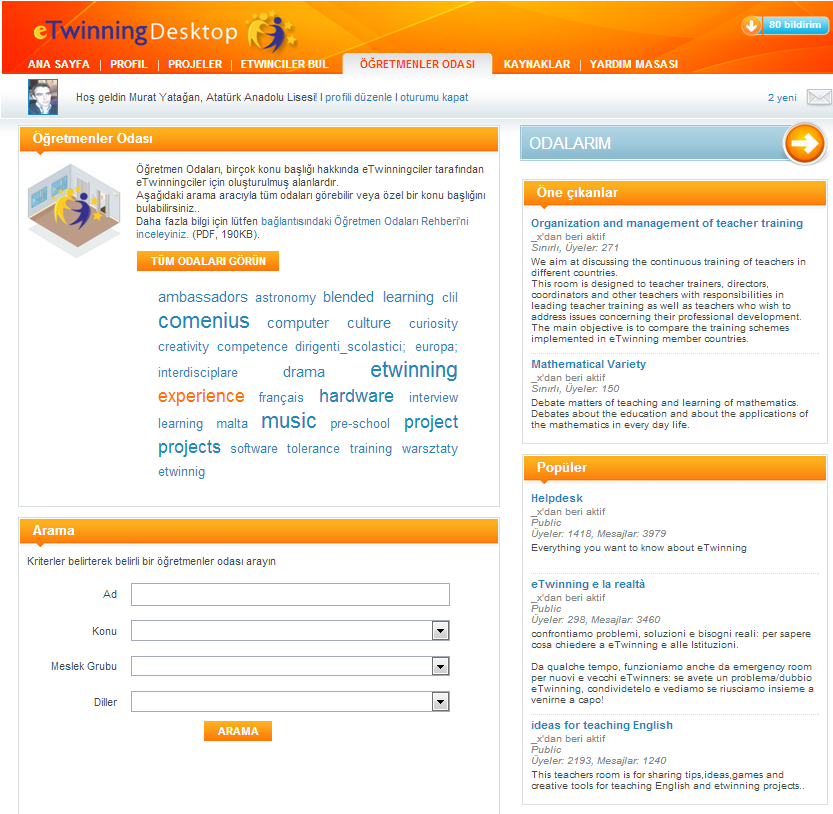 eTwinningDesktop
80 bildirim
ANA SAYFA | PROFIL | PROJELER | ETWINCILER BUL ÖĞRETMENLER ODASI KAYNAKLAR | YARDIM MASASI
Hoş geldin Murat Yatağan, Atatürk Anadolu Lisesi! I profili düzenle I oturumu kapat
2 yeni
Öğretmenler Odası
Öğretmen Odaları, birçok konu başlığı hakkında eTwinningciler tarafından
eTwinningciler için oluşturulmuş alanlardır.
Aşağıdaki arama aracıyla tüm odaları görebilir veya özel bir konu başlığını
bulabilirsiniz..
Daha fazla bilgi için lütfen bağlantısındaki Öğretmen Odaları Rehberi'ni
inceleyiniz. (PDF, 190KB).
TÜM ODALARI GÖRÜN
ambassadors astronomy blended learning clil
comenius computer culture curiosity
creativity competence dirigenti_scolastici; europa;
interdisciplare drama etwinning
experience français hardware interview
learning malta music pre-school project
projects software tolerance training warsztaty
etwinnig
Arama
Kriterler belirterek belirli bir öğretmenler odası arayın
Ad
Konu
Meslek Grubu
Diller
ARAMA
ODALARIM
Öne çıkanlar
Organization and management of teacher training
_x'dan beri aktif
Sınırlı, Üyeler: 271
We aim at discussing the continuous training of teachers in
different countries.
This room is designed to teacher trainers, directors,
coordinators and other teachers with responsibilities in
leading teacher training as well as teachers who wish to
address issues concerning their professional development.
The main objective is to compare the training schemes
implemented in eTwinning member countries.
Mathematical Variety
_x'dan beri aktif
Sınırlı, Üyeler: 150
Debate matters of teaching and learning of mathematics.
Debates about the education and about the applications of
the mathematics in every day life.
Popüler
Helpdesk
_x'dan beri aktif
Public
Üyeler: 1418, Mesajlar: 3979
Everything you want to know about eTwinning
eTwinning e la realtà
_x'dan beri aktif
Public
Üyeler: 298, Mesajlar: 3460
confrontiamo problemi, soluzioni e bisogni reali: per sapere
cosa chiedere a eTwinning e alle Istituzioni.
Da qualche tempo, funzioniamo anche da emergency room
per nuovi e vecchi eTwinners: se avete un problema/dubbio
eTwinning, condividetelo e vediamo se riusciamo insieme a
venirne a capo!
ideas for teaching English
_x'dan beri aktif
Public
Üyeler: 2193, Mesajlar: 1240
This teachers room is for sharing tips,ideas,games and
creative tools for teaching English and etwinning projects..